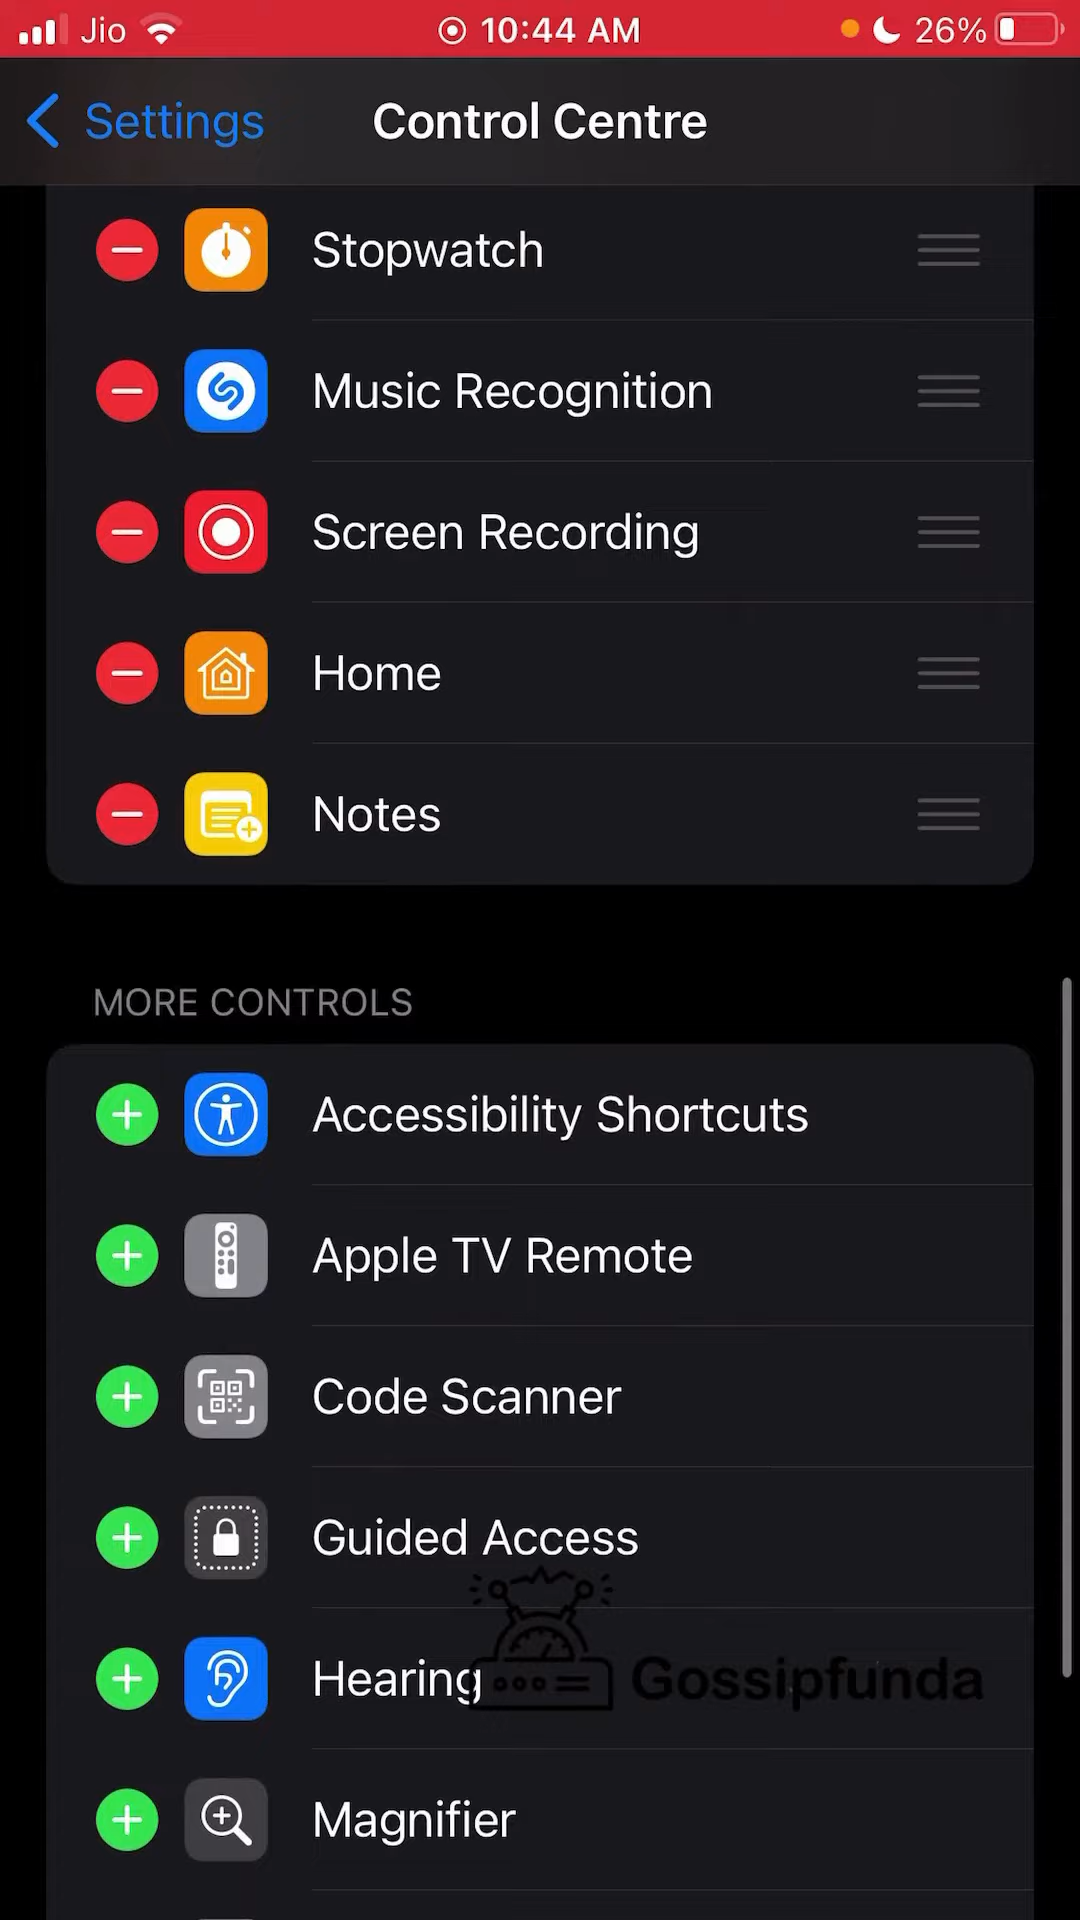 Jio 10:44 AM 26%
Settings Control Centre
Stopwatch
Music Recognition
Screen Recording
Home
Notes
MORE CONTROLS
Accessibility Shortcuts
Apple TV Remote
Code Scanner
Guided Access
Hearing
Gossipfunda
Magnifier